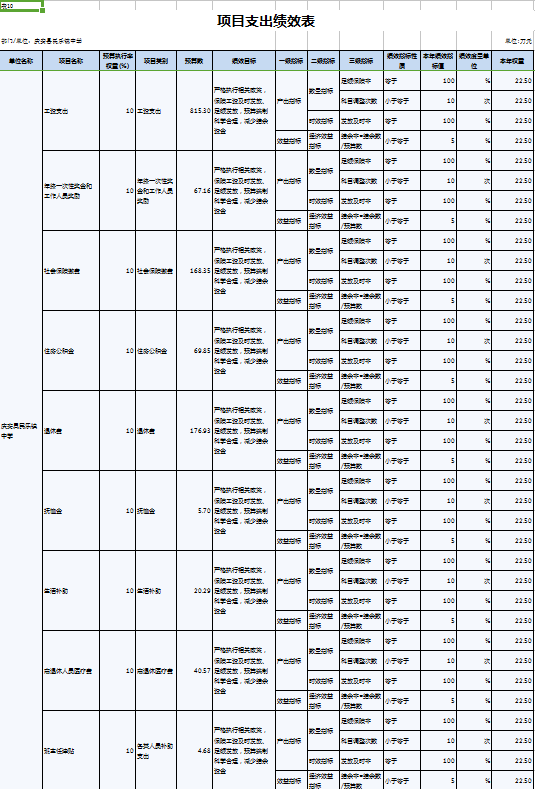 表10
项目支出绩效表
部门/单位：庆安县民乐镇中学 单位:万元
单位名称 项目名称 预算执行率权重(%) 项目类别 预算数 绩效目标 一级指标 二级指标 三级指标 绩效指标性质 本年绩效指标值 绩效度量单位 本年权重
庆安县民乐镇中学
工资支出 10 工资支出 815.30 严格执行相关政策，保障工资及时发放、足额发放，预算编制科学合理，减少结余资金
产出指标 数量指标 足额保障率 等于 100 % 22.50
科目调整次数 小于等于 10 次 22.50
时效指标 发放及时率 等于 100 % 22.50
效益指标 经济效益指标 结余率=结余数/预算数 小于等于 5 % 22.50
年终一次性奖金和工作人员奖励 10 年终一次性奖金和工作人员奖励 67.16 严格执行相关政策，保障工资及时发放、足额发放，预算编制科学合理，减少结余资金
产出指标 数量指标 足额保障率 等于 100 % 22.50
科目调整次数 小于等于 10 次 22.50
时效指标 发放及时率 等于 100 % 22.50
效益指标 经济效益指标 结余率=结余数/预算数 小于等于 5 % 22.50
社会保障缴费 10 社会保障缴费 168.35 严格执行相关政策，保障工资及时发放、足额发放，预算编制科学合理，减少结余资金
产出指标 数量指标 足额保障率 等于 100 % 22.50
科目调整次数 小于等于 10 次 22.50
时效指标 发放及时率 等于 100 % 22.50
效益指标 经济效益指标 结余率=结余数/预算数 小于等于 5 % 22.50
住房公积金 10 住房公积金 69.85 严格执行相关政策，保障工资及时发放、足额发放，预算编制科学合理，减少结余资金
产出指标 数量指标 足额保障率 等于 100 % 22.50
科目调整次数 小于等于 10 次 22.50
时效指标 发放及时率 等于 100 % 22.50
效益指标 经济效益指标 结余率=结余数/预算数 小于等于 5 % 22.50
退休费 10 退休费 176.93 严格执行相关政策，保障工资及时发放、足额发放，预算编制科学合理，减少结余资金
产出指标 数量指标 足额保障率 等于 100 % 22.50
科目调整次数 小于等于 10 次 22.50
时效指标 发放及时率 等于 100 % 22.50
效益指标 经济效益指标 结余率=结余数/预算数 小于等于 5 % 22.50
抚恤金 10 抚恤金 5.70 严格执行相关政策，保障工资及时发放、足额发放，预算编制科学合理，减少结余资金
产出指标 数量指标 足额保障率 等于 100 % 22.50
科目调整次数 小于等于 10 次 22.50
时效指标 发放及时率 等于 100 % 22.50
效益指标 经济效益指标 结余率=结余数/预算数 小于等于 5 % 22.50
生活补助 10 生活补助 20.29 严格执行相关政策，保障工资及时发放、足额发放，预算编制科学合理，减少结余资金
产出指标 数量指标 足额保障率 等于 100 % 22.50
科目调整次数 小于等于 10 次 22.50
时效指标 发放及时率 等于 100 % 22.50
效益指标 经济效益指标 结余率=结余数/预算数 小于等于 5 % 22.50
离退休人员医疗费 10 离退休医疗费 40.57 严格执行相关政策，保障工资及时发放、足额发放，预算编制科学合理，减少结余资金
产出指标 数量指标 足额保障率 等于 100 % 22.50
科目调整次数 小于等于 10 次 22.50
时效指标 发放及时率 等于 100 % 22.50
效益指标 经济效益指标 结余率=结余数/预算数 小于等于 5 % 22.50
班主任津贴 10 各类人员补助支出 4.68 严格执行相关政策，保障工资及时发放、足额发放，预算编制科学合理，减少结余资金
产出指标 数量指标 足额保障率 等于 100 % 22.50
科目调整次数 小于等于 10 次 22.50
时效指标 发放及时率 等于 100 % 22.50
效益指标 经济效益指标 结余率=结余数/预算数 小于等于 5 % 22.50